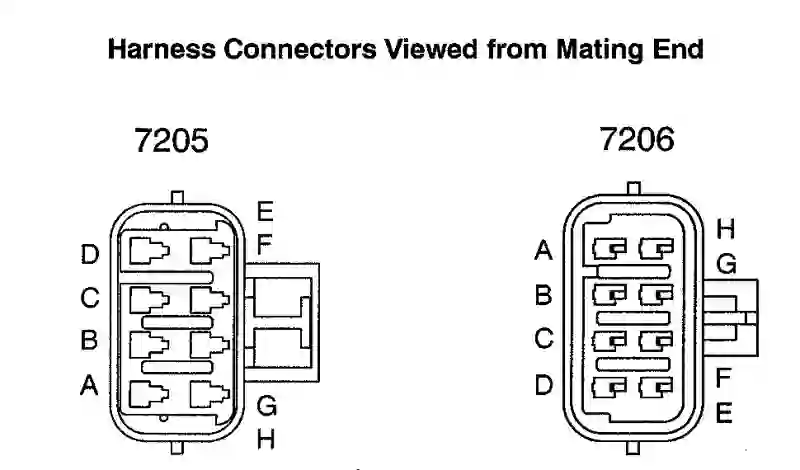 Harness Connectors Viewed from Mating End
7205
7206
E
F
D
C
B
A
G
H
H
G
A
B
C
D
F
E